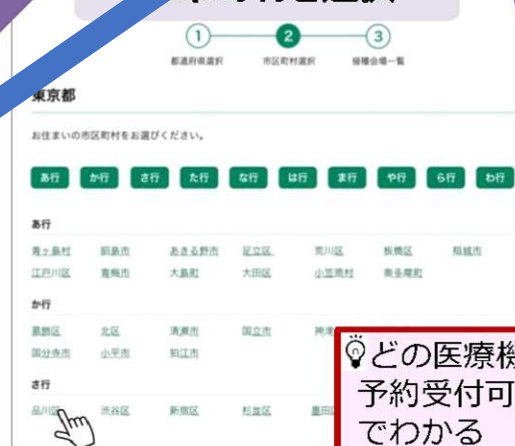 1 2 3
都道府県選択 市区町村選択 接種会場一覧
東京都
お住まいの市区町村をお選びください。
あ行 か行 さ行 た行 な行 は行 ま行 や行 ら行 わ行
あ行
青ヶ島村 昭島市 あきる野市 足立区 荒川区 板橋区 稲城市
江戸川区 青梅市 大島町 大田区 小笠原村 奥多摩町
か行
葛飾区 北区 清瀬市 国立市
国分寺市 小平市 狛江市
さ行
品川区 渋谷区 新宿区 杉並区
どの医療機
予約受付可
でわかる